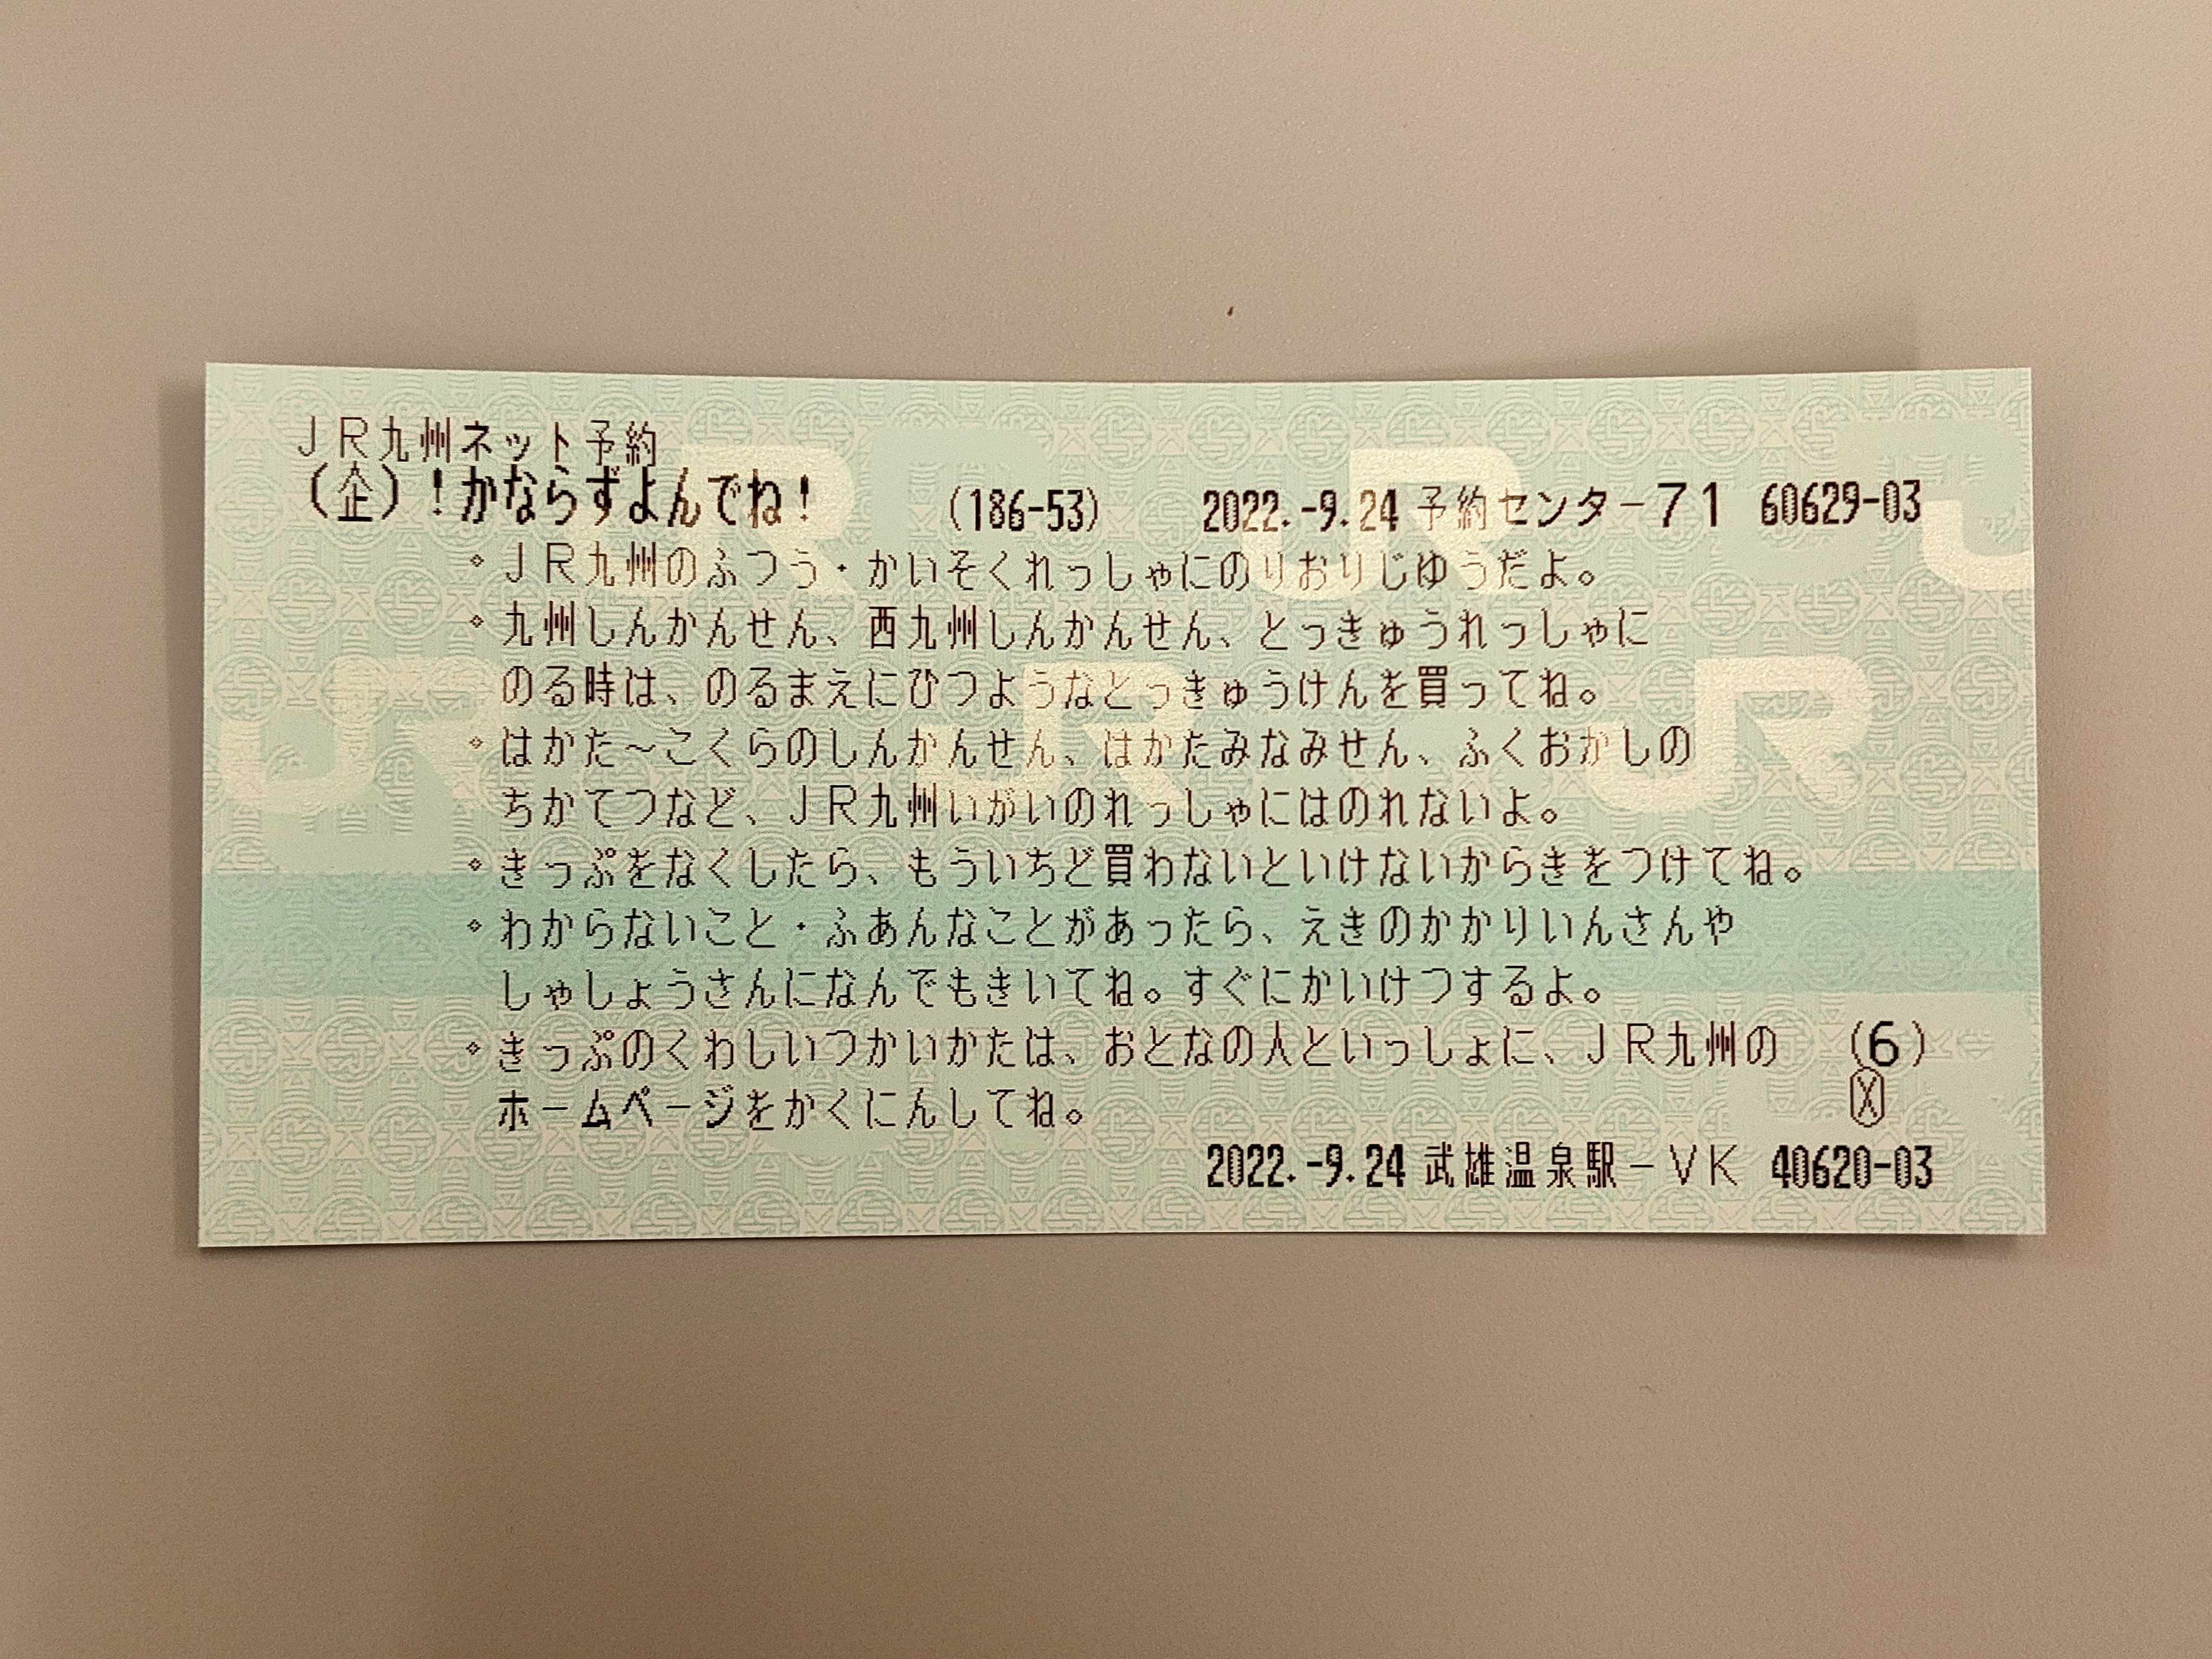 JR九州ネット予約
(企)!かならずよんでね! (186-53) 2022.-9.24 予約センター71 60629-03
・JR九州のふつう・かいそくれっしゃにのりおりじゆうだよ。
・九州しんかんせん、西九州しんかんせん、とっきゅうれっしゃに
のる時は、のるまえにひつようなとっきゅうけんを買ってね。
・はかた～こくらのしんかんせん、はかたみなみせん、ふくおかしの
ちかてつなど、JR九州いがいのれっしゃにはのれないよ。
・きっぷをなくしたら、もういちど買わないといけないからきをつけてね。
・わからないこと・ふあんなことがあったら、えきのかかりいんさんや
しゃしょうさんになんでもきいてね。すぐにかいけつするよ。
・きっぷのくわしいつかいかたは、おとなの人といっしょに、JR九州の (6)
ホームページをかくにんしてね。 X
2022.-9.24 武雄温泉駅-VK 40620-03